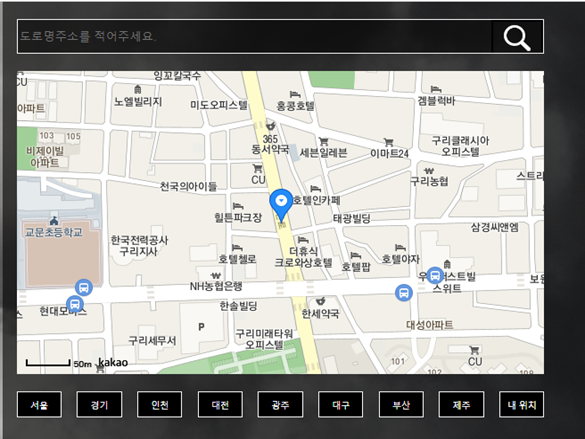 도로명주소를 적어주세요.
CU
잉꼬칼국수
노엘빌리지
미도오피스텔
홍콩호텔
겜블럭바
아파트
103 105
비제이빌
아파트
365
동서약국
세븐일레븐
이마트24
구리클래시아
오피스텔
CU
천국의아이들
구리농협
스트리
호텔인카페
힐튼파크장
태광빌딩
삼경씨앤엠
교문초등학교
한국전력공사
구리지사
호텔첼로
더휴식
크로와상호텔
호텔팝
호텔야자
NH농협은행
스위트
보원
현대모비스
한솔빌딩
한세약국
대성아파트
구리세무서
P
구리미래타워
오피스텔
CU
101
102
50m kakao
서울 경기 인천 대전 광주 대구 부산 제주 내 위치